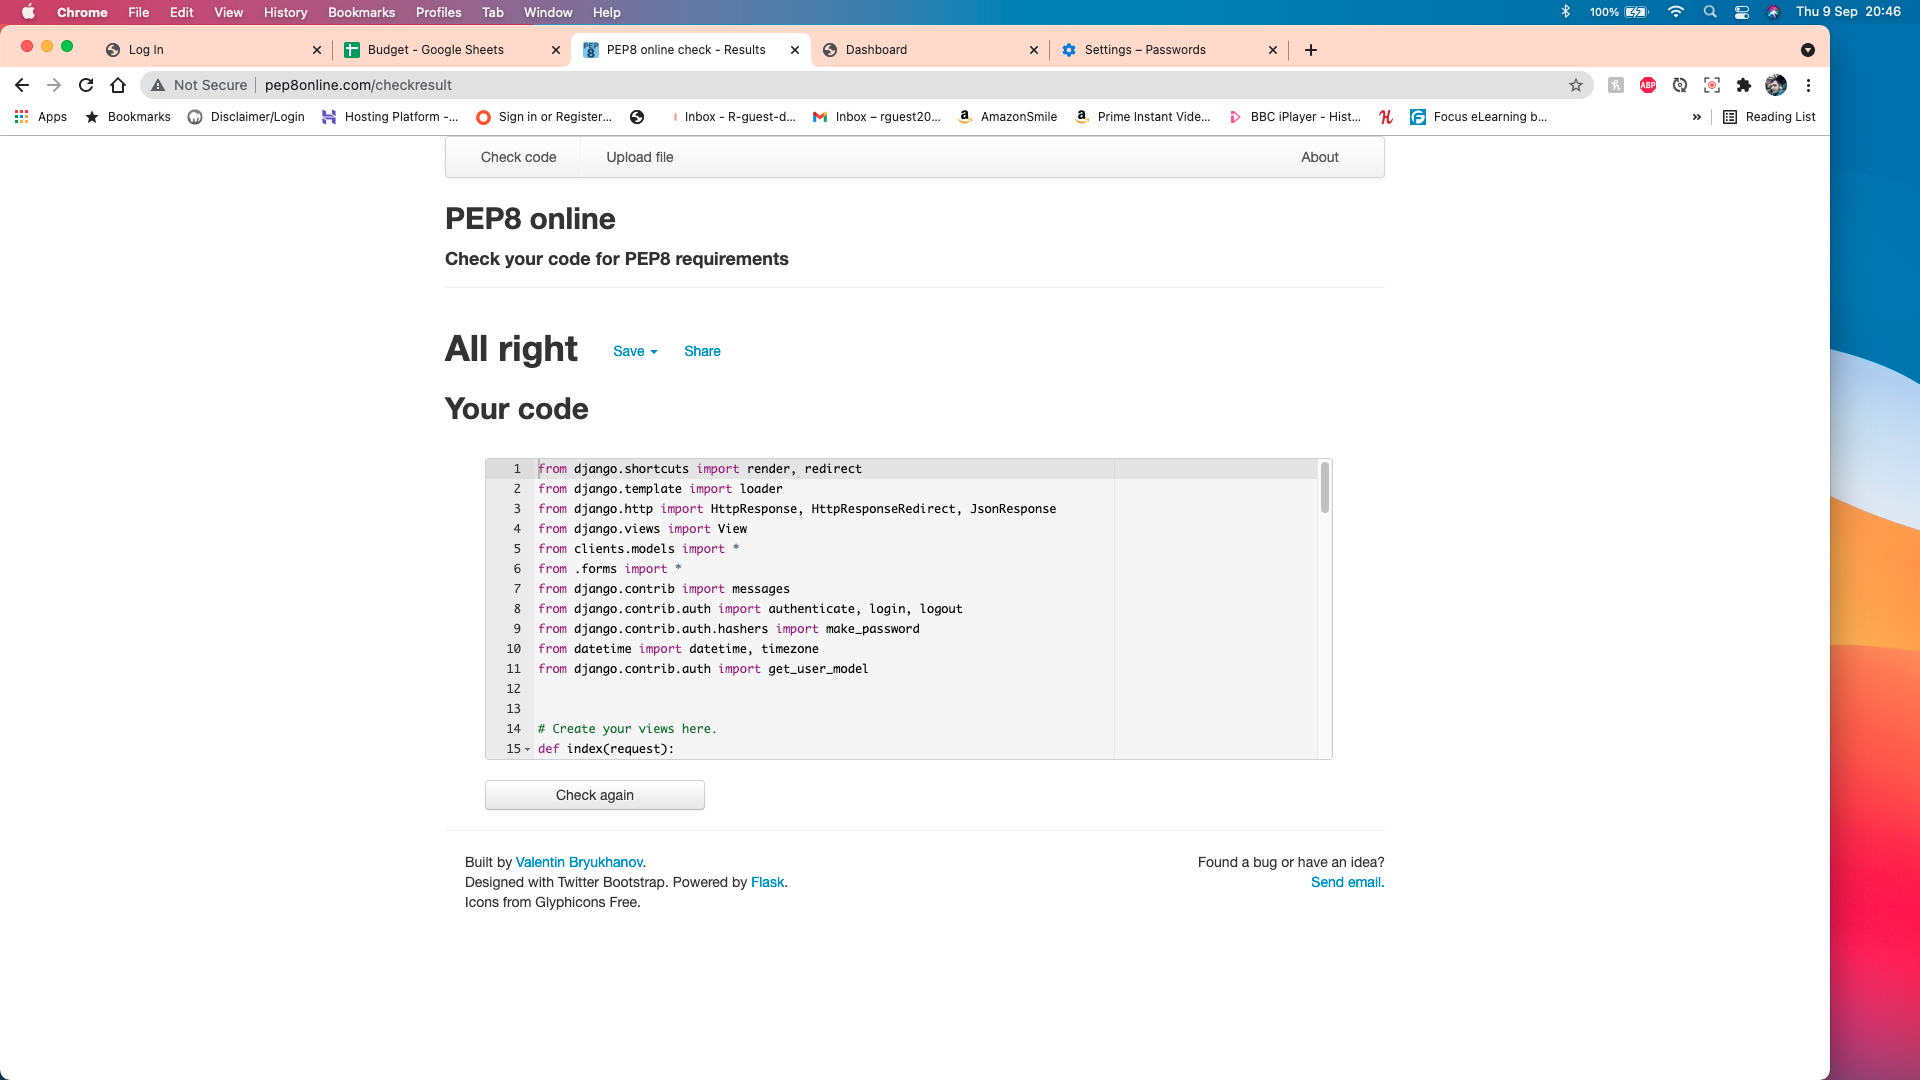 Chrome File Edit View History Bookmarks Profiles Tab Window Help 100% Thu 9 Sep 20:46
Log In Budget - Google Sheets PEP8 online check - Results Dashboard Settings – Passwords
Not Secure pep8online.com/checkresult
Apps Bookmarks Disclaimer/Login Hosting Platform -... Sign in or Register... Inbox - R-guest-d... Inbox – rguest20... AmazonSmile Prime Instant Vide... BBC iPlayer - Hist... Focus eLearning b... » Reading List
Check code Upload file About
PEP8 online
Check your code for PEP8 requirements
All right Save Share
Your code
1 from django.shortcuts import render, redirect
2 from django.template import loader
3 from django.http import HttpResponse, HttpResponseRedirect, JsonResponse
4 from django.views import View
5 from clients.models import *
6 from .forms import *
7 from django.contrib import messages
8 from django.contrib.auth import authenticate, login, logout
9 from django.contrib.auth.hashers import make_password
10 from datetime import datetime, timezone
11 from django.contrib.auth import get_user_model
12
13
14 # Create your views here.
15 def index(request):
Check again
Built by Valentin Bryukhanov. Found a bug or have an idea?
Designed with Twitter Bootstrap. Powered by Flask. Send email.
Icons from Glyphicons Free.